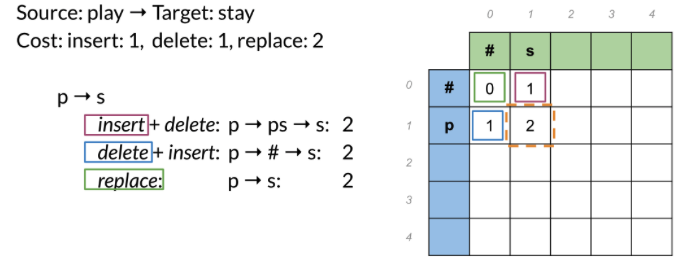 Source: play → Target: stay
Cost: insert: 1, delete: 1, replace: 2
p → s
insert + delete: p → ps → s: 2
delete + insert: p → # → s: 2
replace: p → s: 2
0 1 2 3 4
# s
0 # 0 1
1 p 1 2
2
3
4